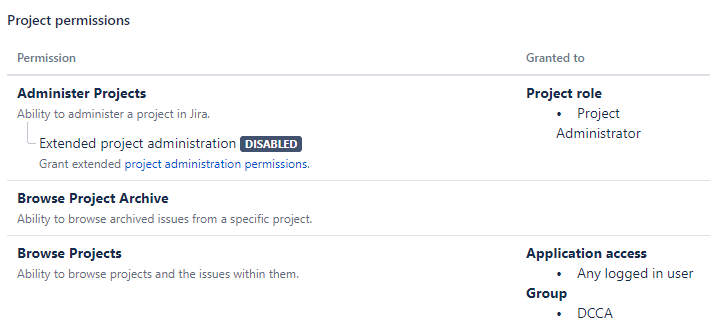 Project permissions
Permission Granted to
Administer Projects Project role
Ability to administer a project in Jira. • Project
Administrator
Extended project administration DISABLED
Grant extended project administration permissions.
Browse Project Archive
Ability to browse archived issues from a specific project.
Browse Projects Application access
Ability to browse projects and the issues within them. • Any logged in user
Group
• DCCA